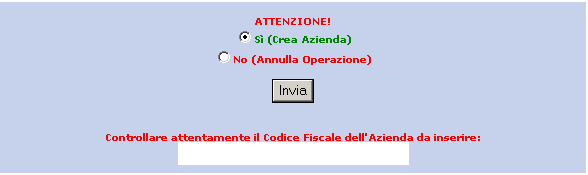 ATTENZIONE!
Sì (Crea Azienda)
No (Annulla Operazione)
Invia
Controllare attentamente il Codice Fiscale dell'Azienda da inserire: